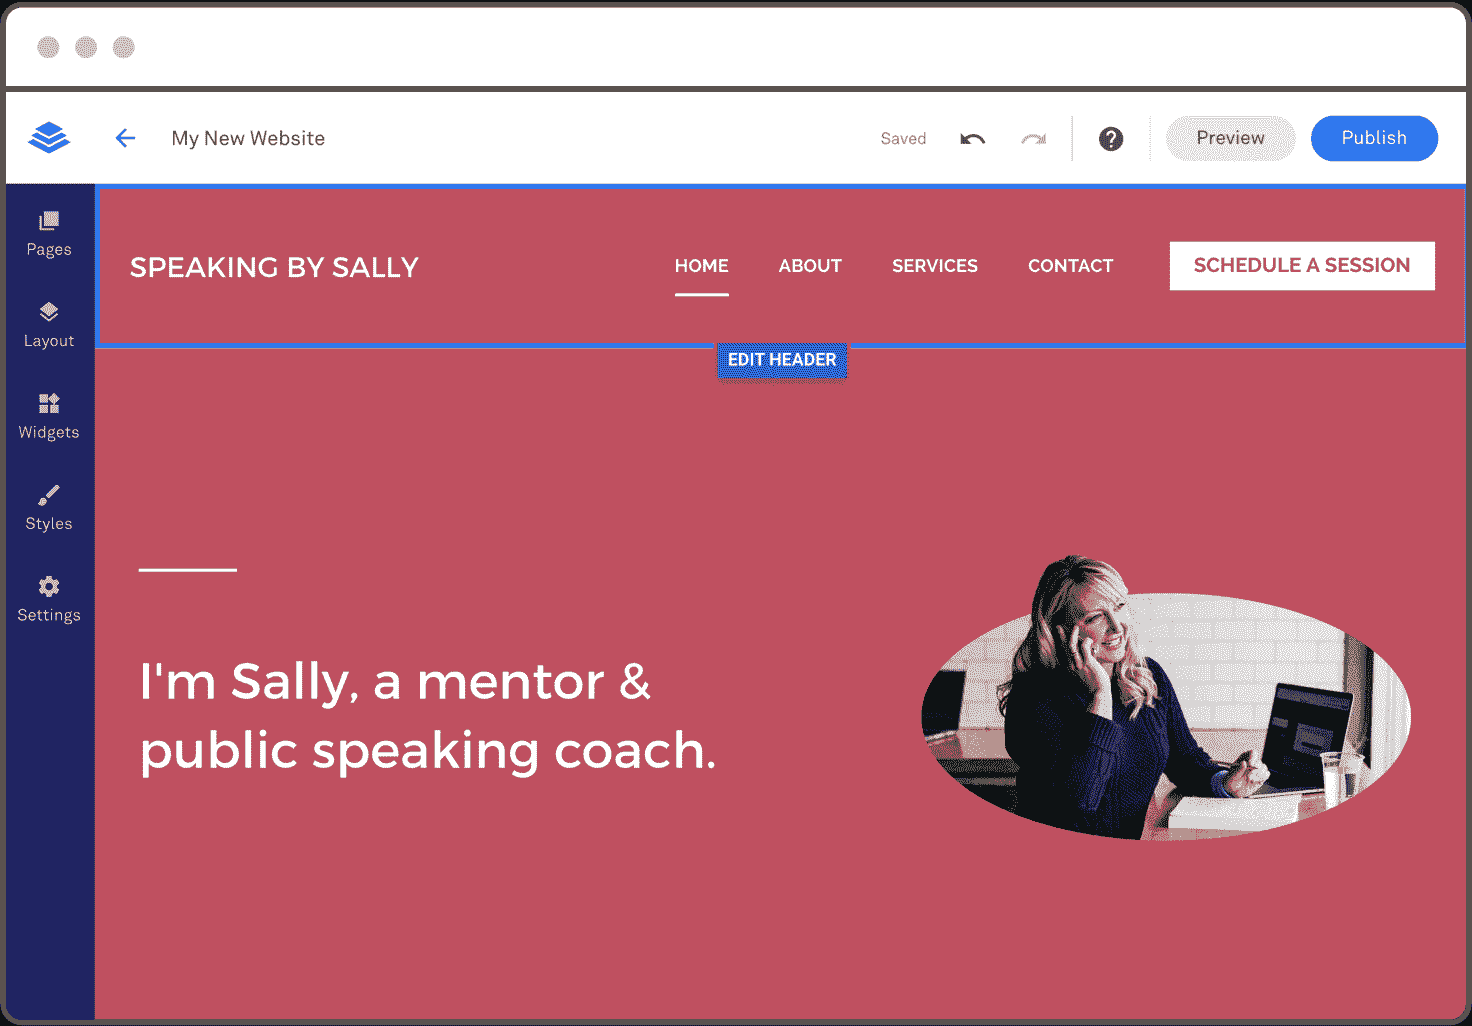 My New Website
Saved
?
Preview
Publish
Pages
Layout
Widgets
Styles
Settings
SPEAKING BY SALLY
HOME
ABOUT
SERVICES
CONTACT
SCHEDULE A SESSION
EDIT HEADER
I'm Sally, a mentor &
public speaking coach.